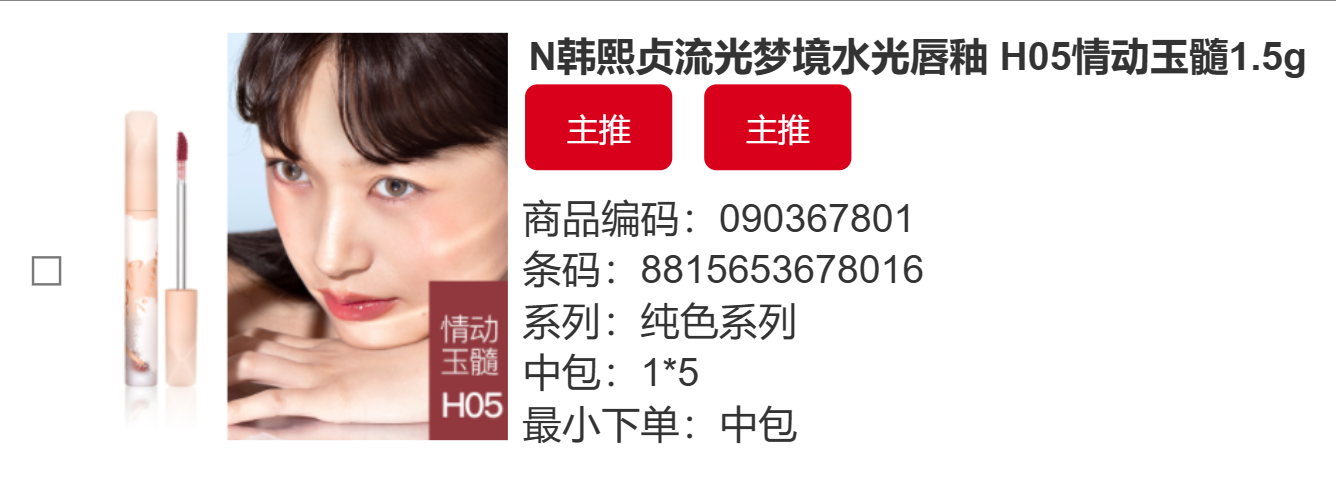 N韩熙贞流光梦境水光唇釉 H05情动玉髓1.5g
主推 主推
商品编码：090367801
条码：8815653678016
系列：纯色系列
中包：1*5
最小下单：中包
情动
玉髓
H05